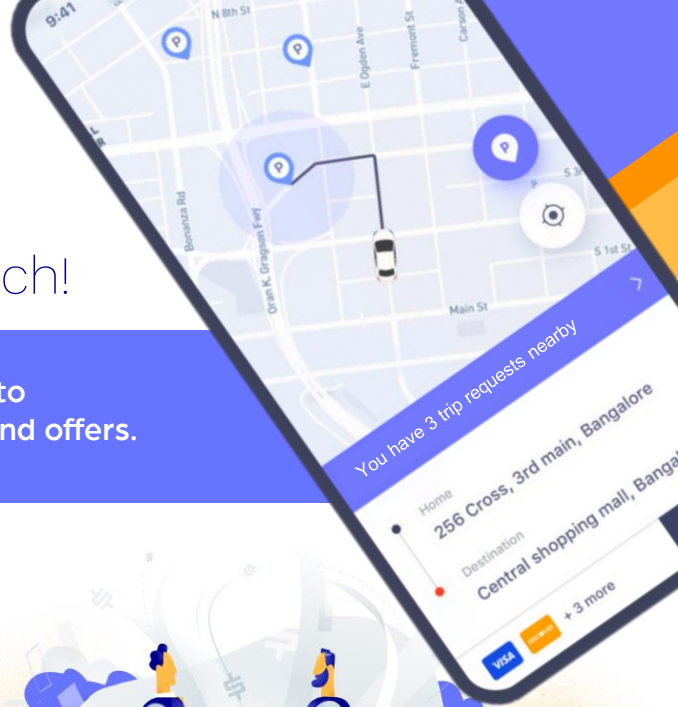 9:41
N 8th St
E Ogden Ave
Fremont St
Carson A
P
P
P
P
S 3r
Bonanza Rd
Oran K. Gragson Fwy
S 1st St
Main St
ch!
to
nd offers.
You have 3 trip requests nearby
Home
256 Cross, 3rd main, Bangalore
Destination
Central shopping mall, Bangal
VISA
DISCOVER
+ 3 more